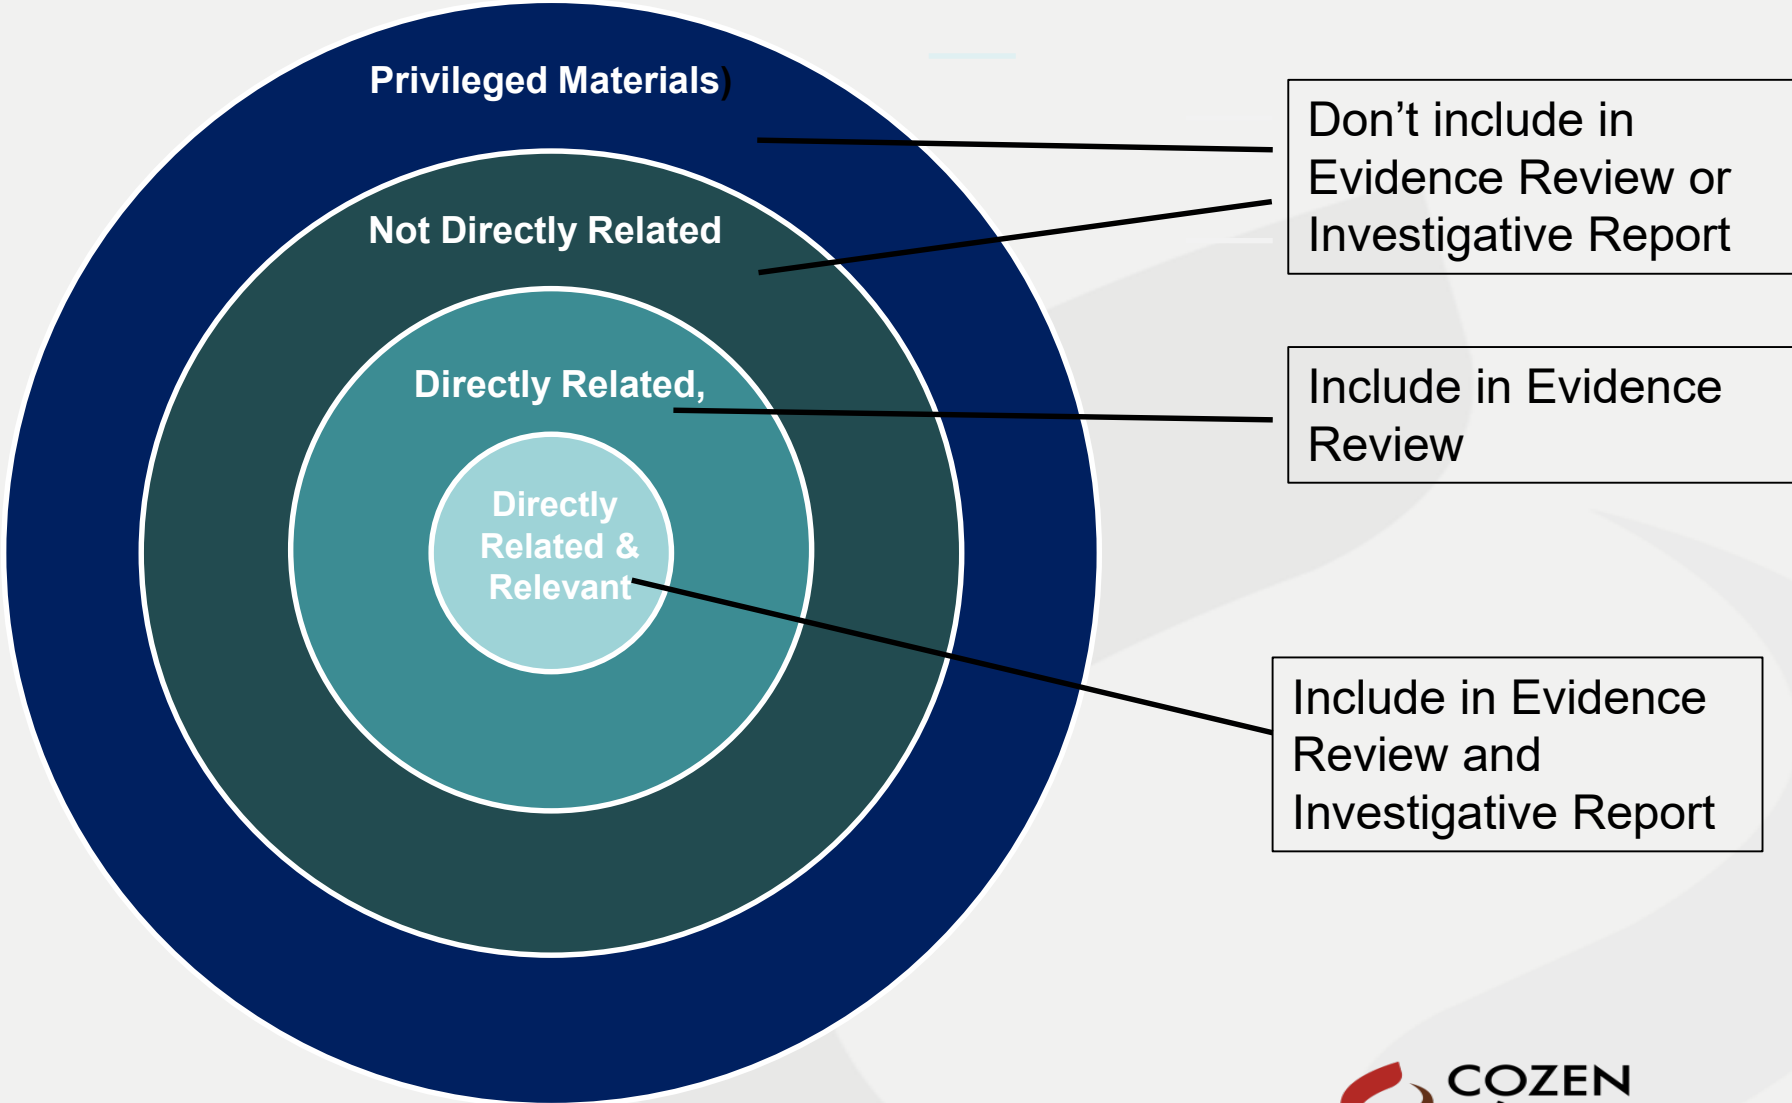 Privileged Materials)
Not Directly Related
Directly Related,
Directly
Related &
Relevant
Don't include in
Evidence Review or
Investigative Report
Include in Evidence
Review
Include in Evidence
Review and
Investigative Report
COZEN